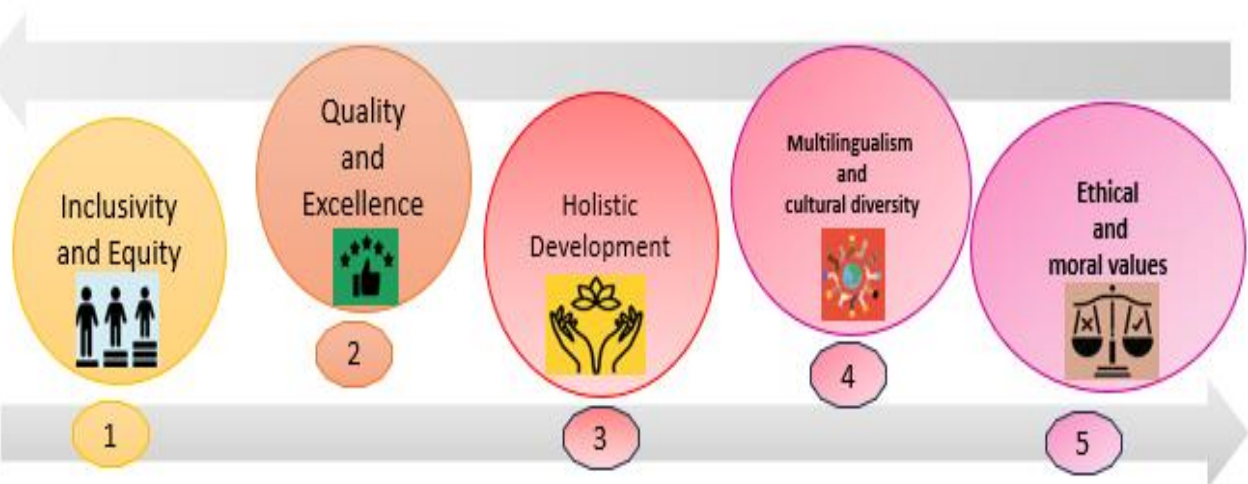 Inclusivity
and Equity
1
Quality
and
Excellence
2
Holistic
Development
3
Multilingualism
and
cultural diversity
4
Ethical
and
moral values
5